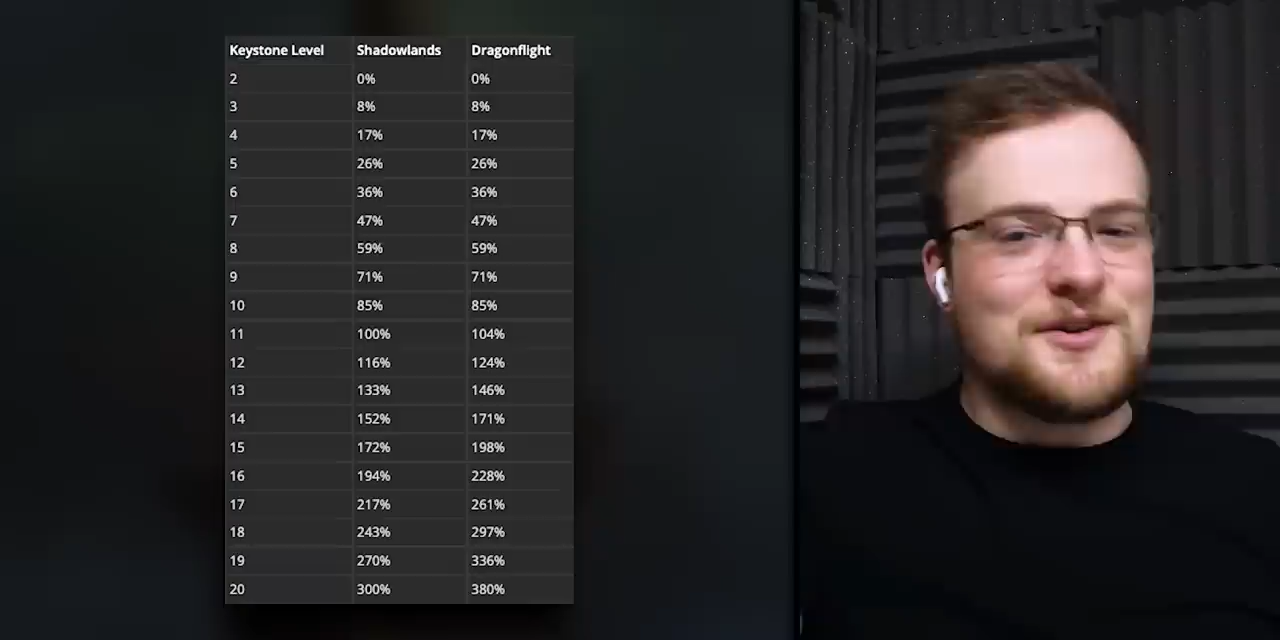 Keystone Level Shadowlands Dragonflight
2 0% 0%
3 8% 8%
4 17% 17%
5 26% 26%
6 36% 36%
7 47% 47%
8 59% 59%
9 71% 71%
10 85% 85%
11 100% 104%
12 116% 124%
13 133% 146%
14 152% 171%
15 172% 198%
16 194% 228%
17 217% 261%
18 243% 297%
19 270% 336%
20 300% 380%